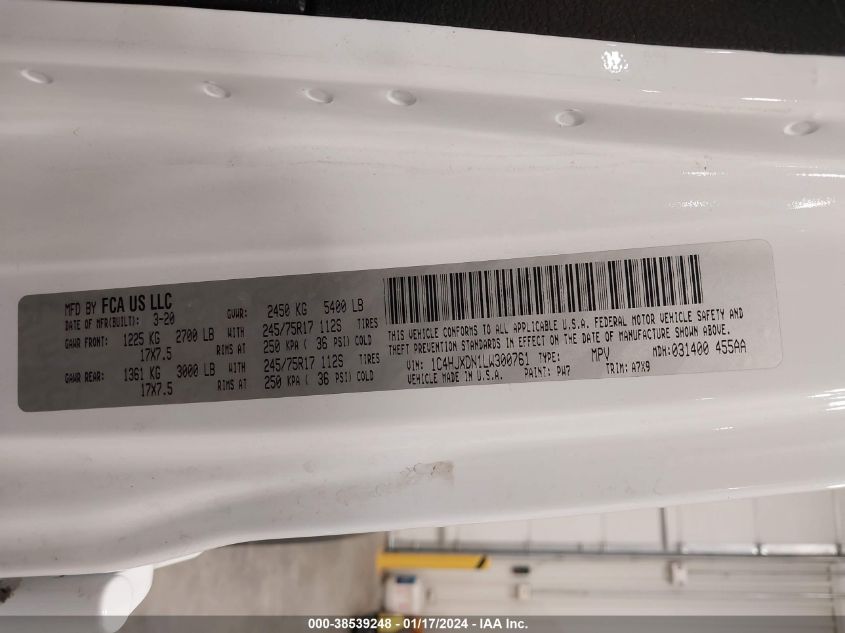 MFD BY FCA US LLC
DATE OF MFR(BUILT): 3-20 GVWR: 2450 KG 5400 LB
GAWR FRONT: 1225 KG 2700 LB WITH 245/75R17 112S TIRES
17X7.5 RIMS AT 250 KPA ( 36 PSI) COLD
GAWR REAR: 1361 KG 3000 LB WITH 245/75R17 112S TIRES
17X7.5 RIMS AT 250 KPA ( 36 PSI) COLD
THIS VEHICLE CONFORMS TO ALL APPLICABLE U.S.A. FEDERAL MOTOR VEHICLE SAFETY AND
THEFT PREVENTION STANDARDS IN EFFECT ON THE DATE OF MANUFACTURE SHOWN ABOVE.
VIN: 1C4HJXDN1LW300761 TYPE: MPV MDH: 031400 455AA
VEHICLE MADE IN U.S.A. PAINT: PW7 TRIM: A7X9
000-38539248 - 01/17/2024 - IAA Inc.